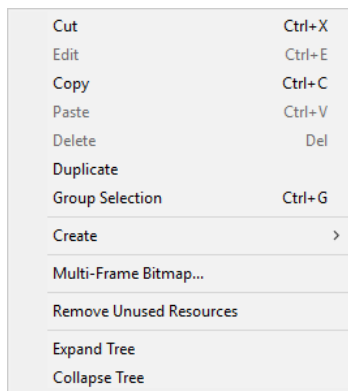 Cut Ctrl+X
Edit Ctrl+E
Copy Ctrl+C
Paste Ctrl+V
Delete Del
Duplicate
Group Selection Ctrl+G
Create
Multi-Frame Bitmap...
Remove Unused Resources
Expand Tree
Collapse Tree